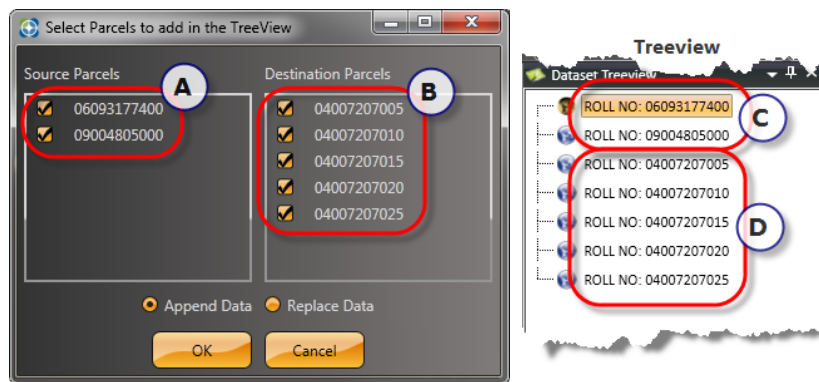 Select Parcels to add in the TreeView
Source Parcels
A
06093177400
09004805000
Destination Parcels
B
04007207005
04007207010
04007207015
04007207020
04007207025
Append Data
Replace Data
OK
Cancel
Treeview
Dataset Treeview
ROLL NO: 06093177400
ROLL NO: 09004805000
C
ROLL NO: 04007207005
ROLL NO: 04007207010
ROLL NO: 04007207015
ROLL NO: 04007207020
ROLL NO: 04007207025
D